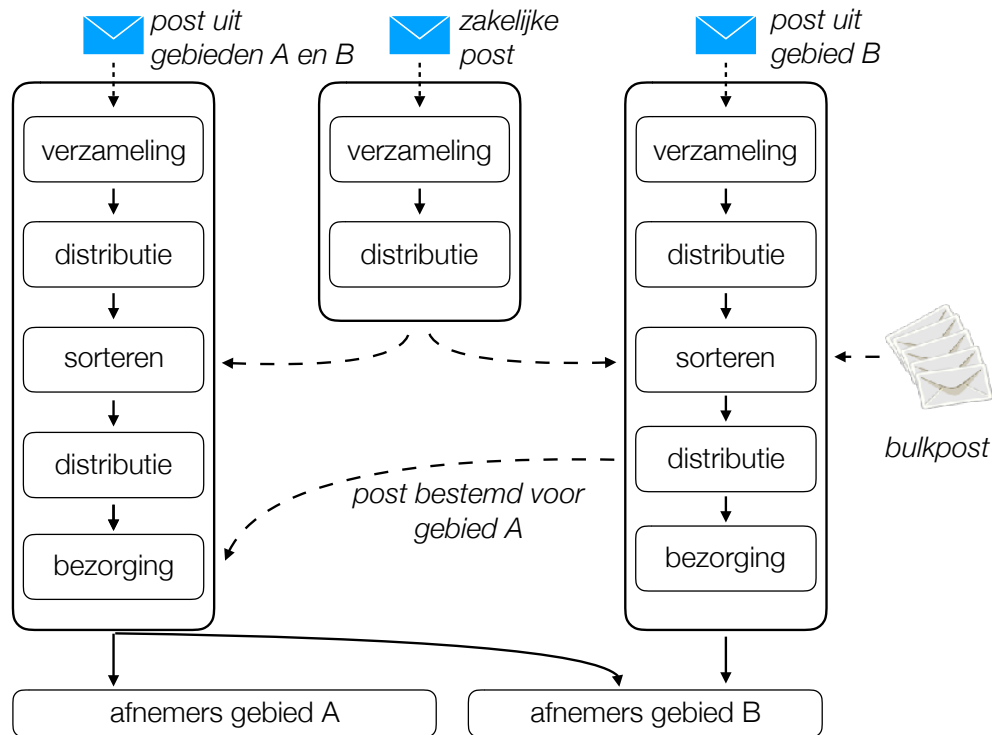 post uit
gebieden A en B
zakelijke
post
post uit
gebied B
verzameling
verzameling
verzameling
distributie
distributie
distributie
sorteren
sorteren
bulkpost
distributie
distributie
post bestemd voor
gebied A
bezorging
bezorging
afnemers gebied A
afnemers gebied B